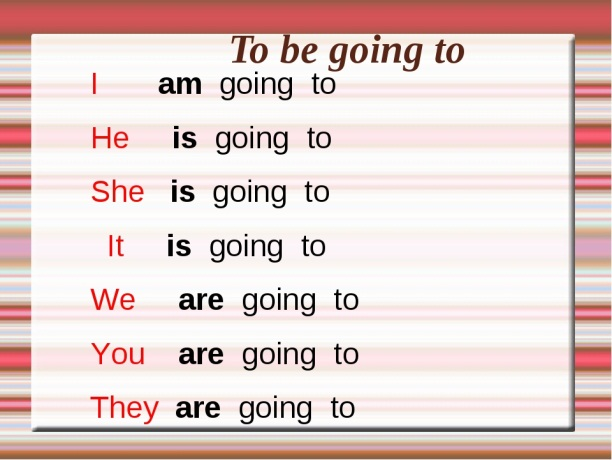 To be going to
I am going to
He is going to
She is going to
It is going to
We are going to
You are going to
They are going to